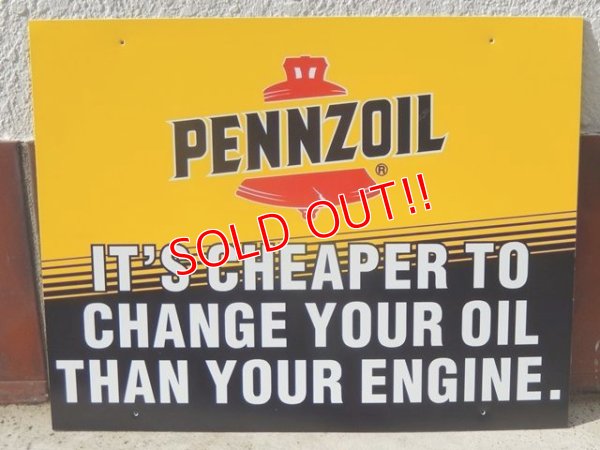 PENNZOIL®
SOLD OUT!!
IT'S CHEAPER TO
CHANGE YOUR OIL
THAN YOUR ENGINE.